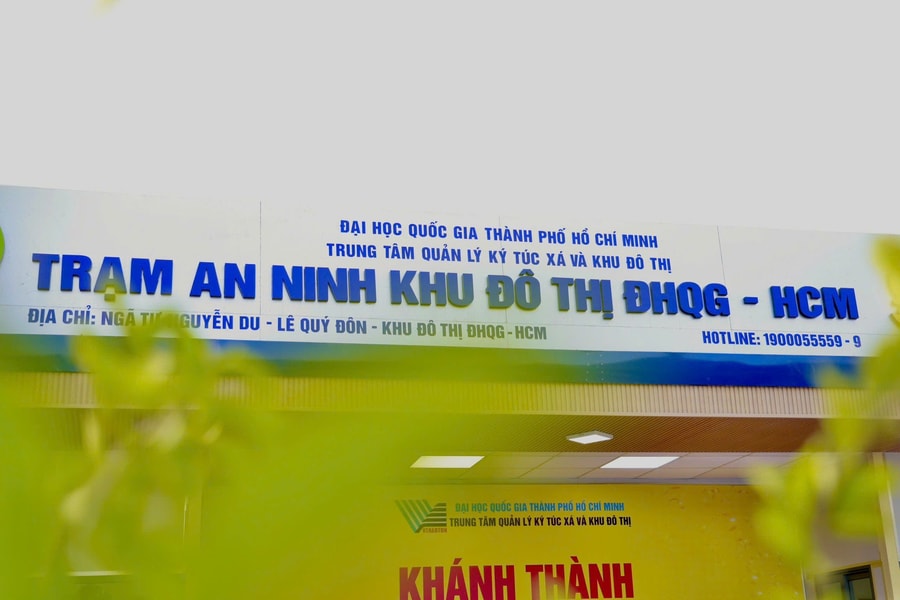 ĐẠI HỌC QUỐC GIA THÀNH PHỐ HỒ CHÍ MINH
TRUNG TÂM QUẢN LÝ KÝ TÚC XÁ VÀ KHU ĐÔ THỊ
TRẠM AN NINH KHU ĐÔ THỊ ĐHQG - HCM
ĐỊA CHỈ: NGÃ TƯ NGUYỄN DU - LÊ QUÝ ĐÔN - KHU ĐÔ THỊ ĐHQG - HCM
HOTLINE: 1900055559 - 9
ĐẠI HỌC QUỐC GIA THÀNH PHỐ HỒ CHÍ MINH
TRUNG TÂM QUẢN LÝ KÝ TÚC XÁ VÀ KHU ĐÔ THỊ
KHÁNH THÀNH